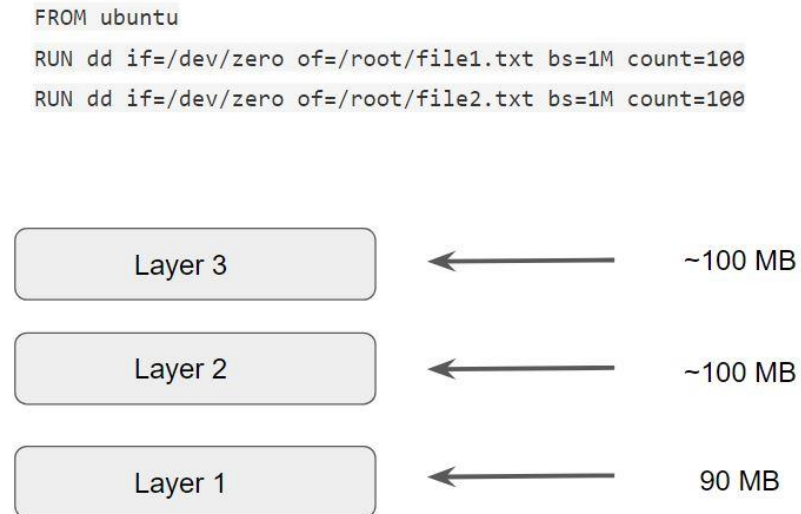 FROM ubuntu
RUN dd if=/dev/zero of=/root/file1.txt bs=1M count=100
RUN dd if=/dev/zero of=/root/file2.txt bs=1M count=100
Layer 3 ~100 MB
Layer 2 ~100 MB
Layer 1 90 MB